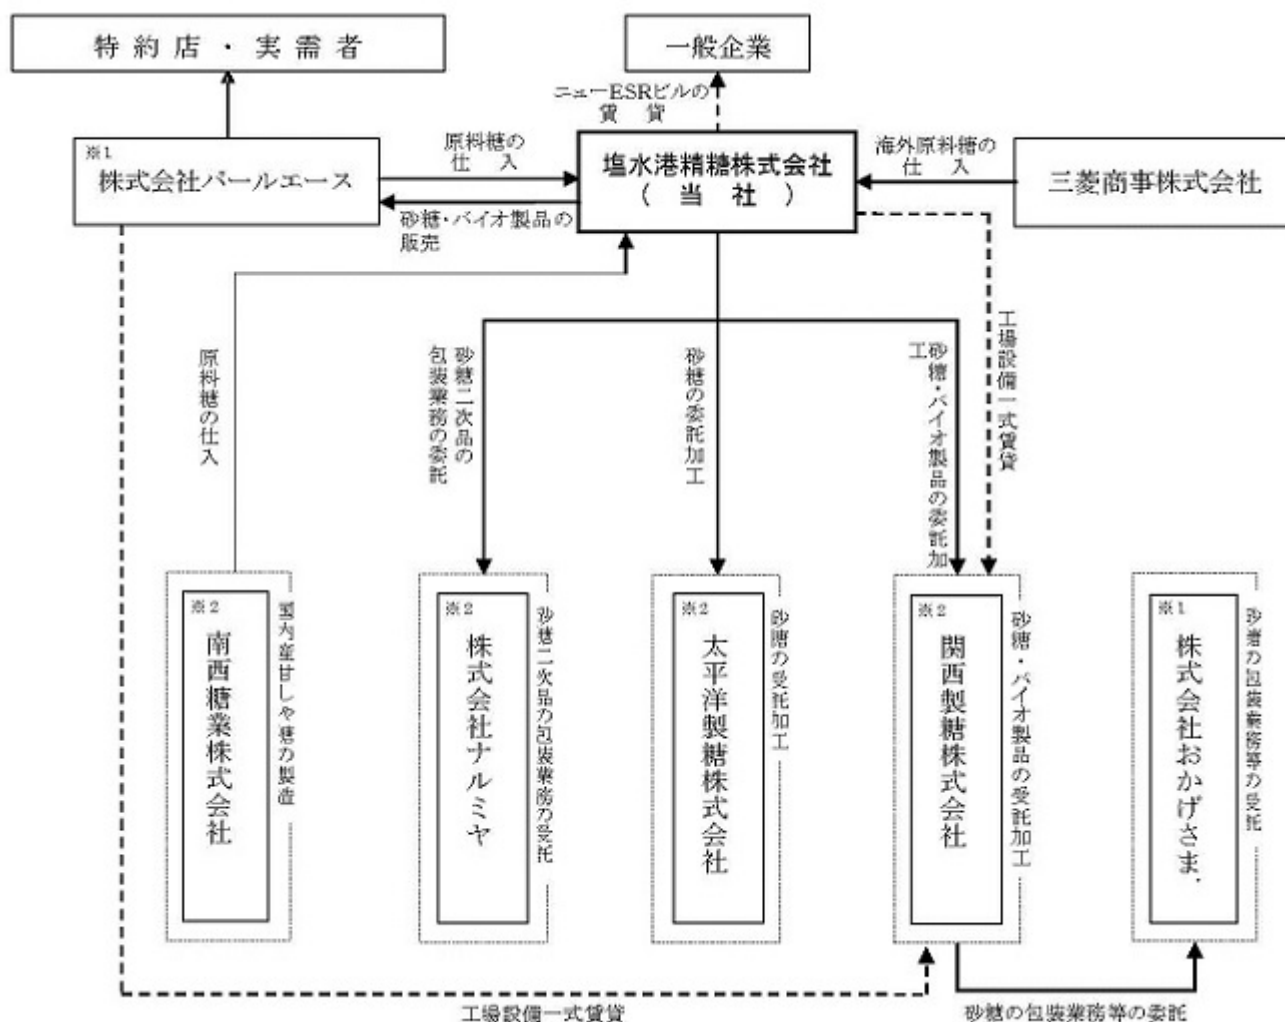 特約店・実需者
一般企業
ニューESRビルの
賃貸
※1
株式会社パールエース
原料糖の
仕入
塩水港精糖株式会社
(当社)
海外原料糖の
仕入
三菱商事株式会社
砂糖・バイオ製品の
販売
原料糖の仕入
砂糖二次品の
包装業務の委託
砂糖の委託加工
砂糖・バイオ製品の委託加
工
工場設備一式賃貸
※2
南西糖業株式会社
国内産甘しゃ糖の製造
※2
株式会社ナルミヤ
砂糖二次品の包装業務の受託
※2
太平洋製糖株式会社
砂糖の受託加工
※2
関西製糖株式会社
砂糖・バイオ製品の受託加工
※1
株式会社おかげさま.
砂糖の包装業務等の受託
工場設備一式賃貸
砂糖の包装業務等の委託